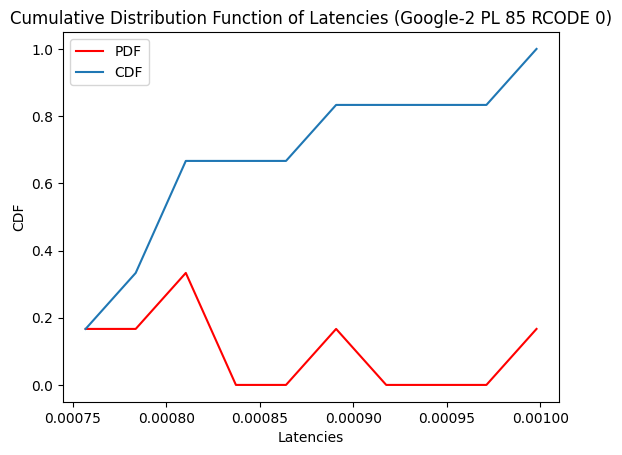 Cumulative Distribution Function of Latencies (Google-2 PL 85 RCODE 0)
PDF
CDF
1.0
0.8
0.6
0.4
0.2
0.0
CDF
0.00075 0.00080 0.00085 0.00090 0.00095 0.00100
Latencies